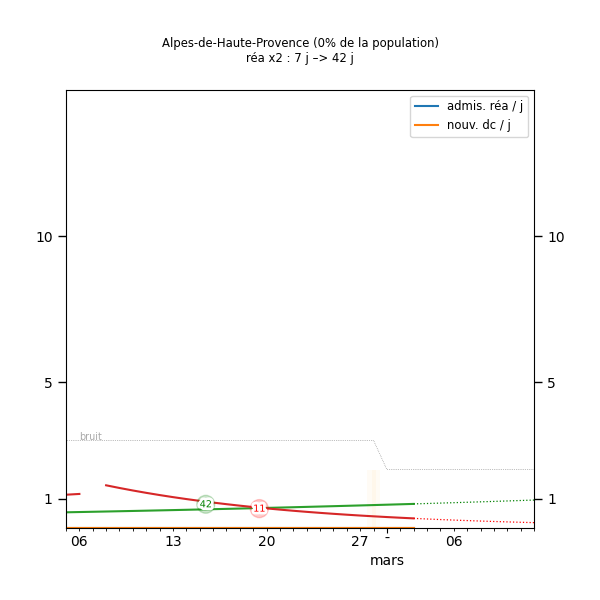 Alpes-de-Haute-Provence (0% de la population)
réa x2 : 7 j –> 42 j
admis. réa / j
nouv. dc / j
10
10
5
5
bruit
1
42
11
1
06
13
20
27
-
06
mars